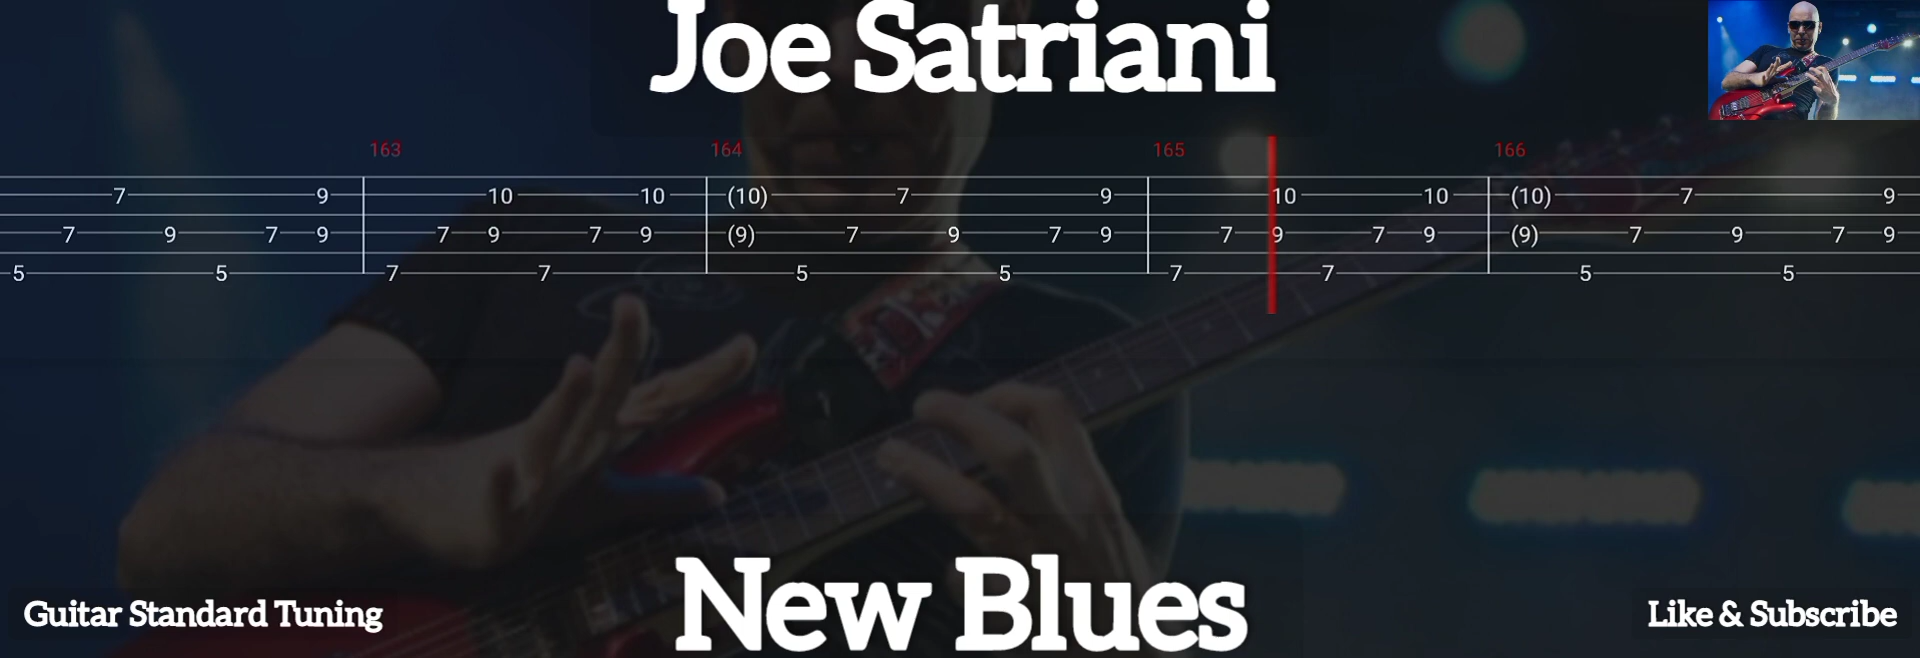 Joe Satriani
163 164 165 166
7 9 10 10 (10) 7 9 10 10 (10) 7 9
7 9 7 9 7 9 7 9 (9) 7 9 7 9 7 9 7 9 (9) 7 9 7 9
5 5 7 7 5 5 7 7 5 5
New Blues
Guitar Standard Tuning
Like & Subscribe